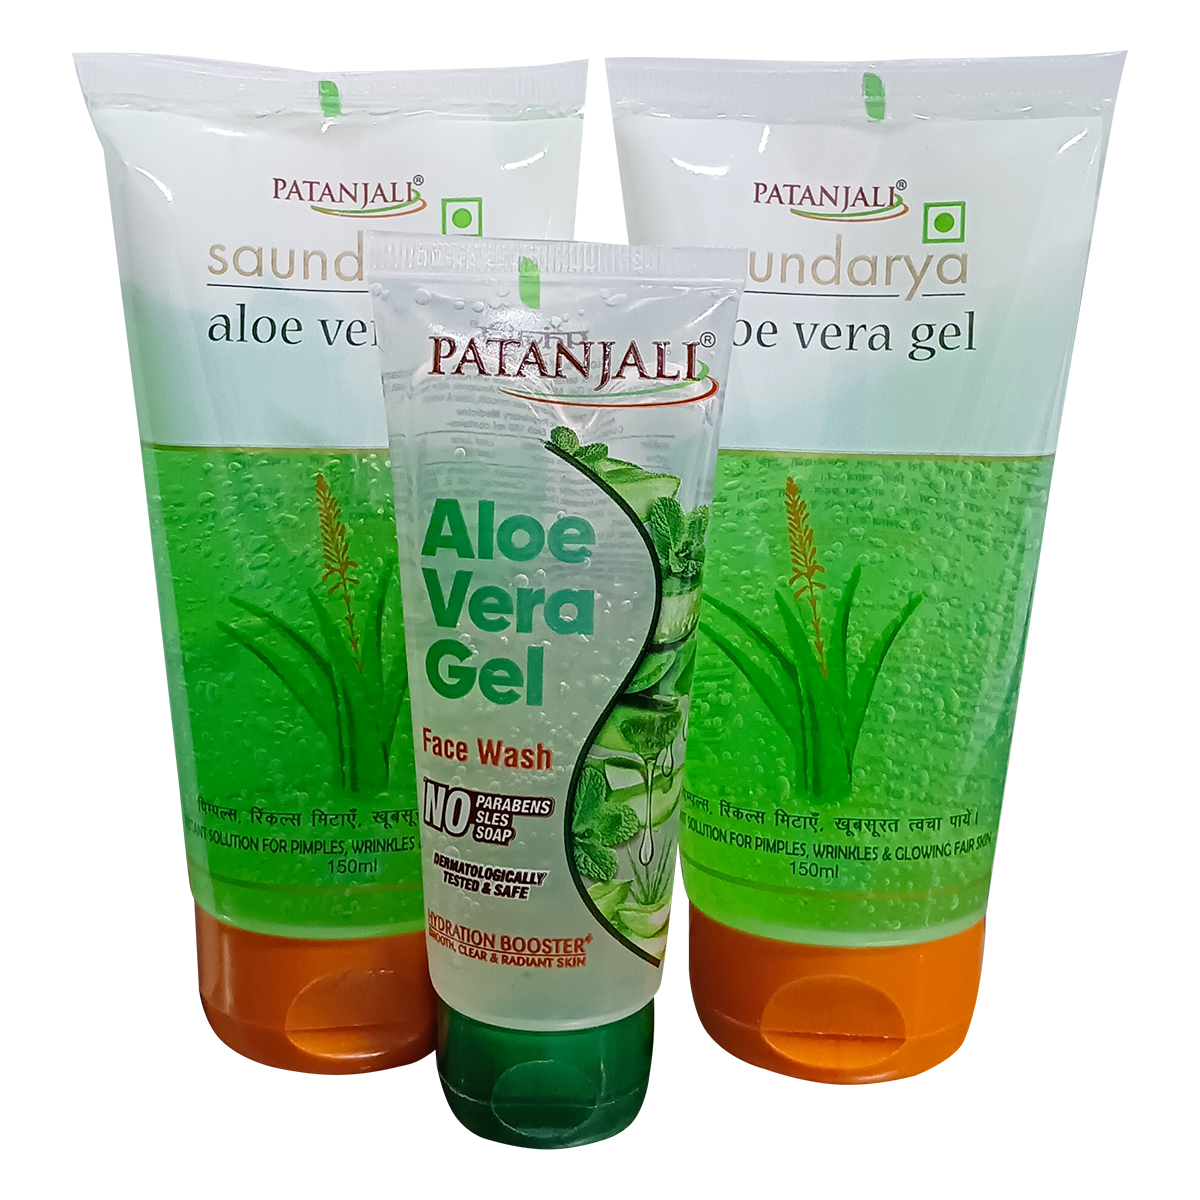 PATANJALI®
saund
aloe ver
पिम्पल्स, रिंकल्स मिटाएँ, खूबसू
TANT SOLUTION FOR PIMPLES, WRINKLES &
150ml
PATANJALI®
undarya
oe vera gel
म्पल्स, रिंकल्स मिटाएँ, खूबसूरत त्वचा पायें।
SOLUTION FOR PIMPLES, WRINKLES & GLOWING FAIR SKIN
150ml
PATANJALI®
Aloe
Vera
Gel
Face Wash
NO PARABENS
SLES
SOAP
DERMATOLOGICALLY
TESTED & SAFE
HYDRATION BOOSTER
SMOOTH, CLEAR & RADIANT SKIN